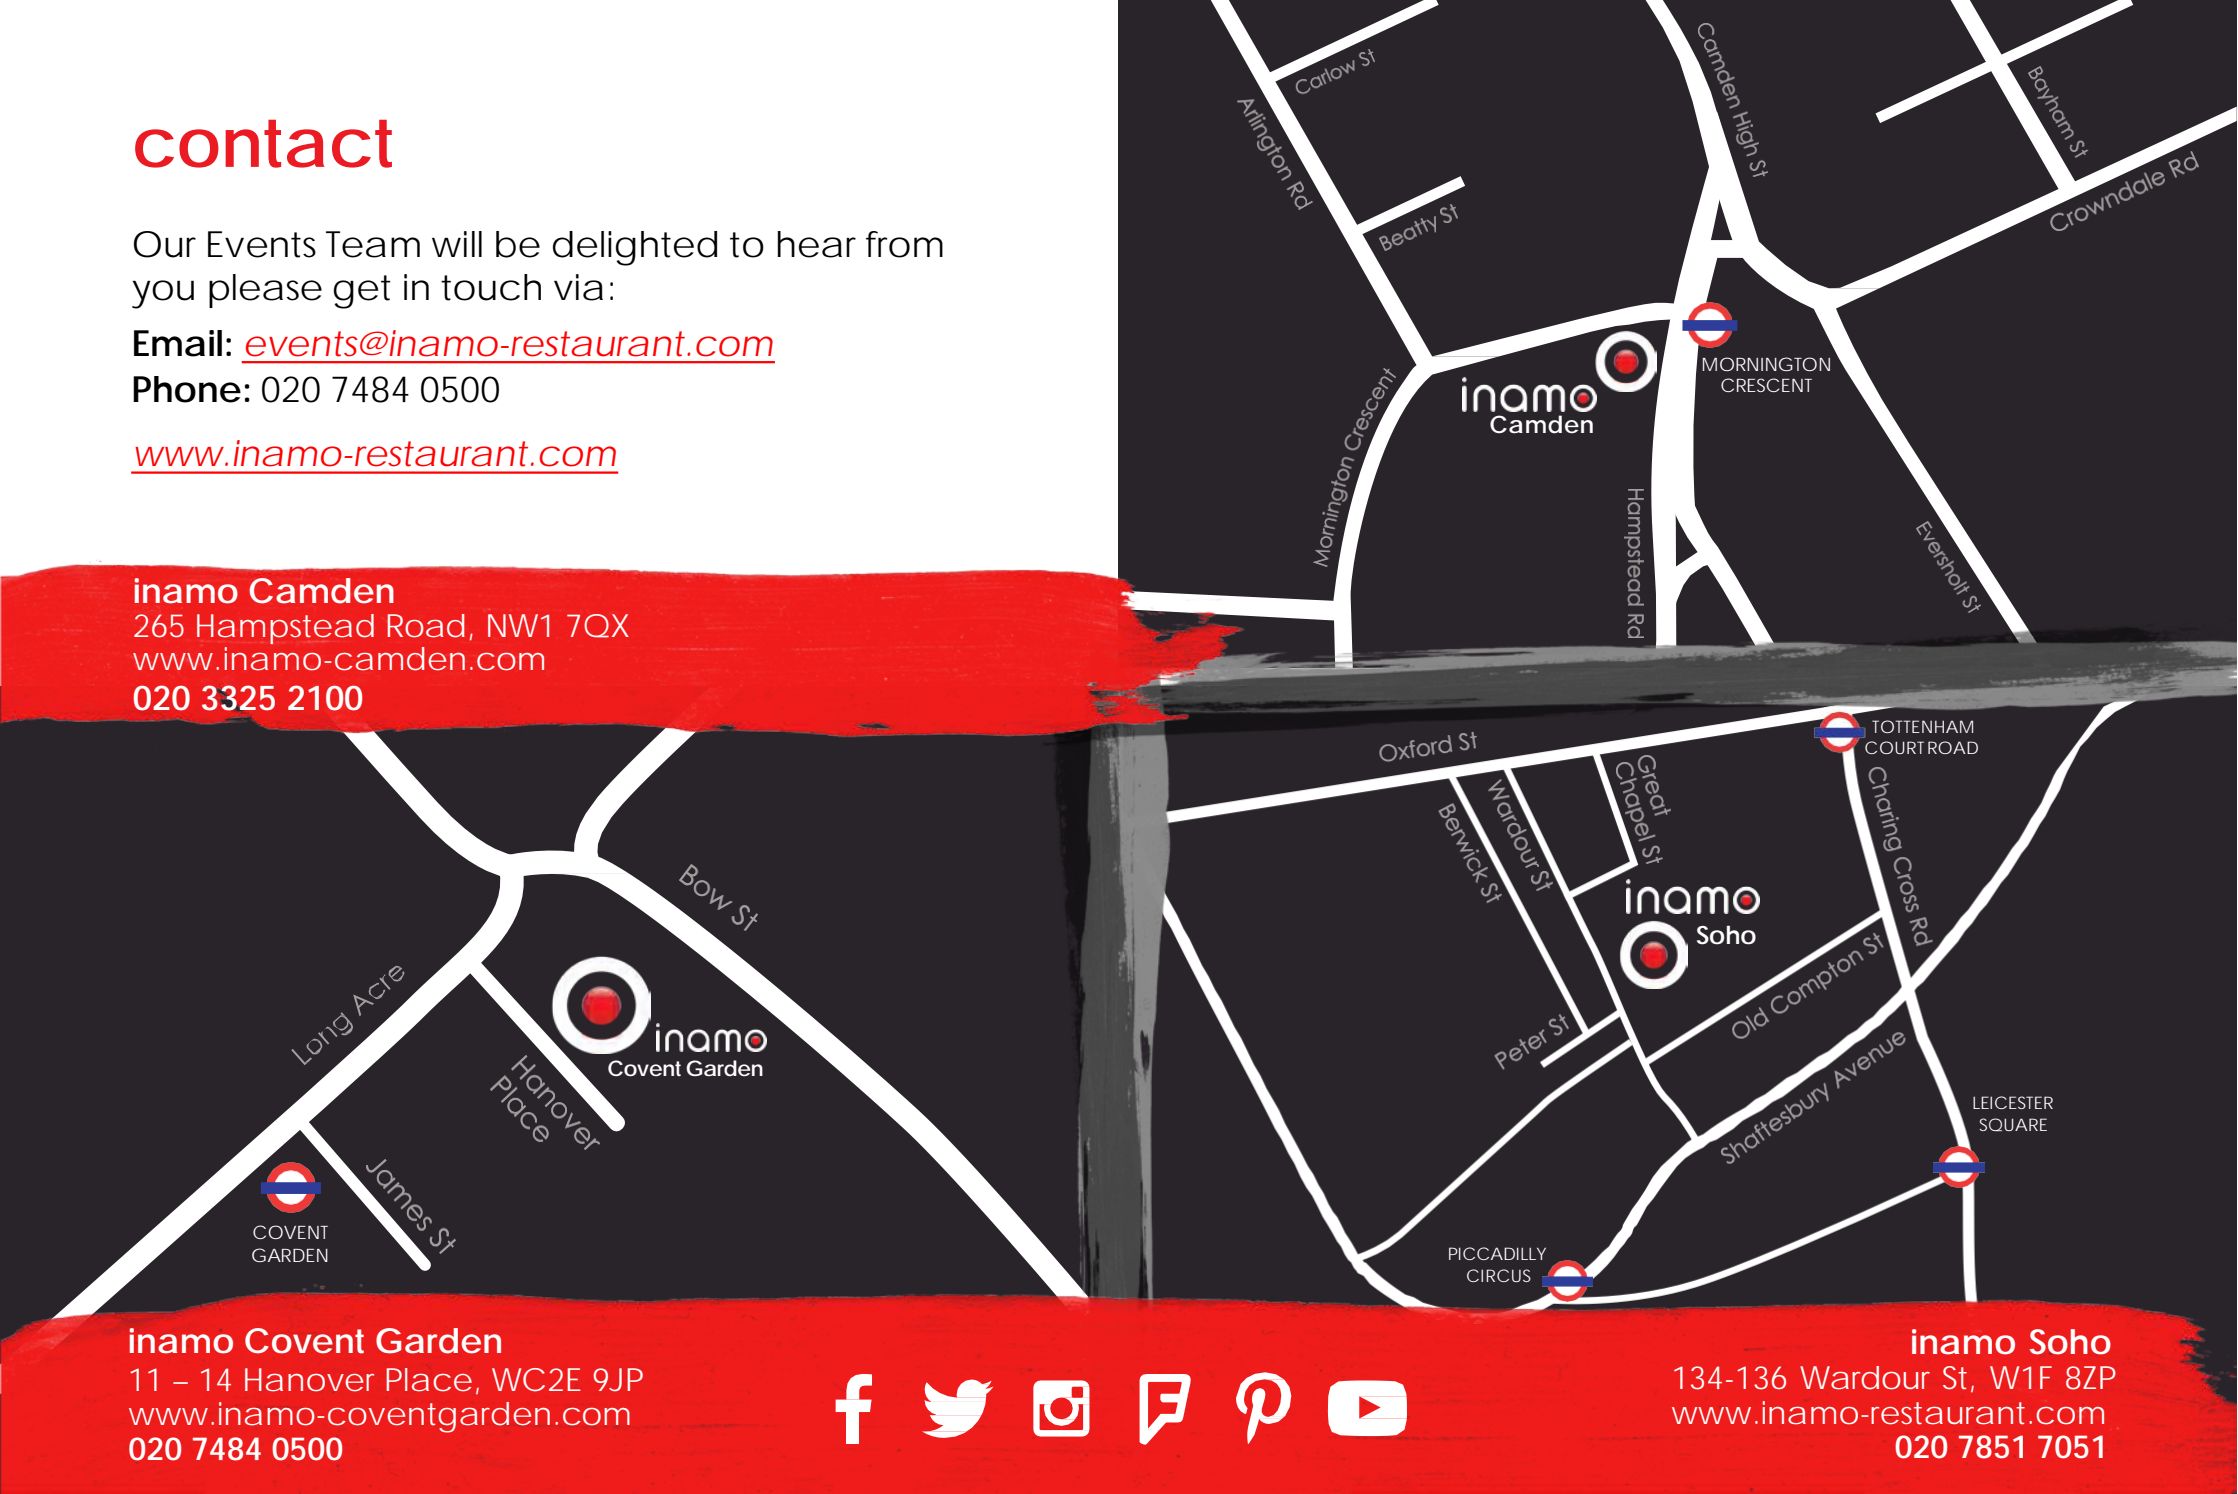 contact
Our Events Team will be delighted to hear from
you please get in touch via:
Email: events@inamo-restaurant.com
Phone: 020 7484 0500
www.inamo-restaurant.com
Carlow St
Arlington Rd
Beatty St
Camden High St
Bayham St
Crowndale Rd
MORNINGTON
CRESCENT
inamo
Camden
Mornington Crescent
Hampstead Rd
Eversholt St
inamo Camden
265 Hampstead Road, NW1 7QX
www.inamo-camden.com
020 3325 2100
Bow St
Long Acre
inamo
Covent Garden
Hanover
Place
James St
COVENT
GARDEN
Oxford St
TOTTENHAM
COURT ROAD
Great
Chapel St
Wardour St
Berwick St
Charing Cross Rd
inamo
Soho
Old Compton St
Peter St
Shaftesbury Avenue
LEICESTER
SQUARE
PICCADILLY
CIRCUS
inamo Covent Garden
11 – 14 Hanover Place, WC2E 9JP
www.inamo-coventgarden.com
020 7484 0500
inamo Soho
134-136 Wardour St, W1F 8ZP
www.inamo-restaurant.com
020 7851 7051